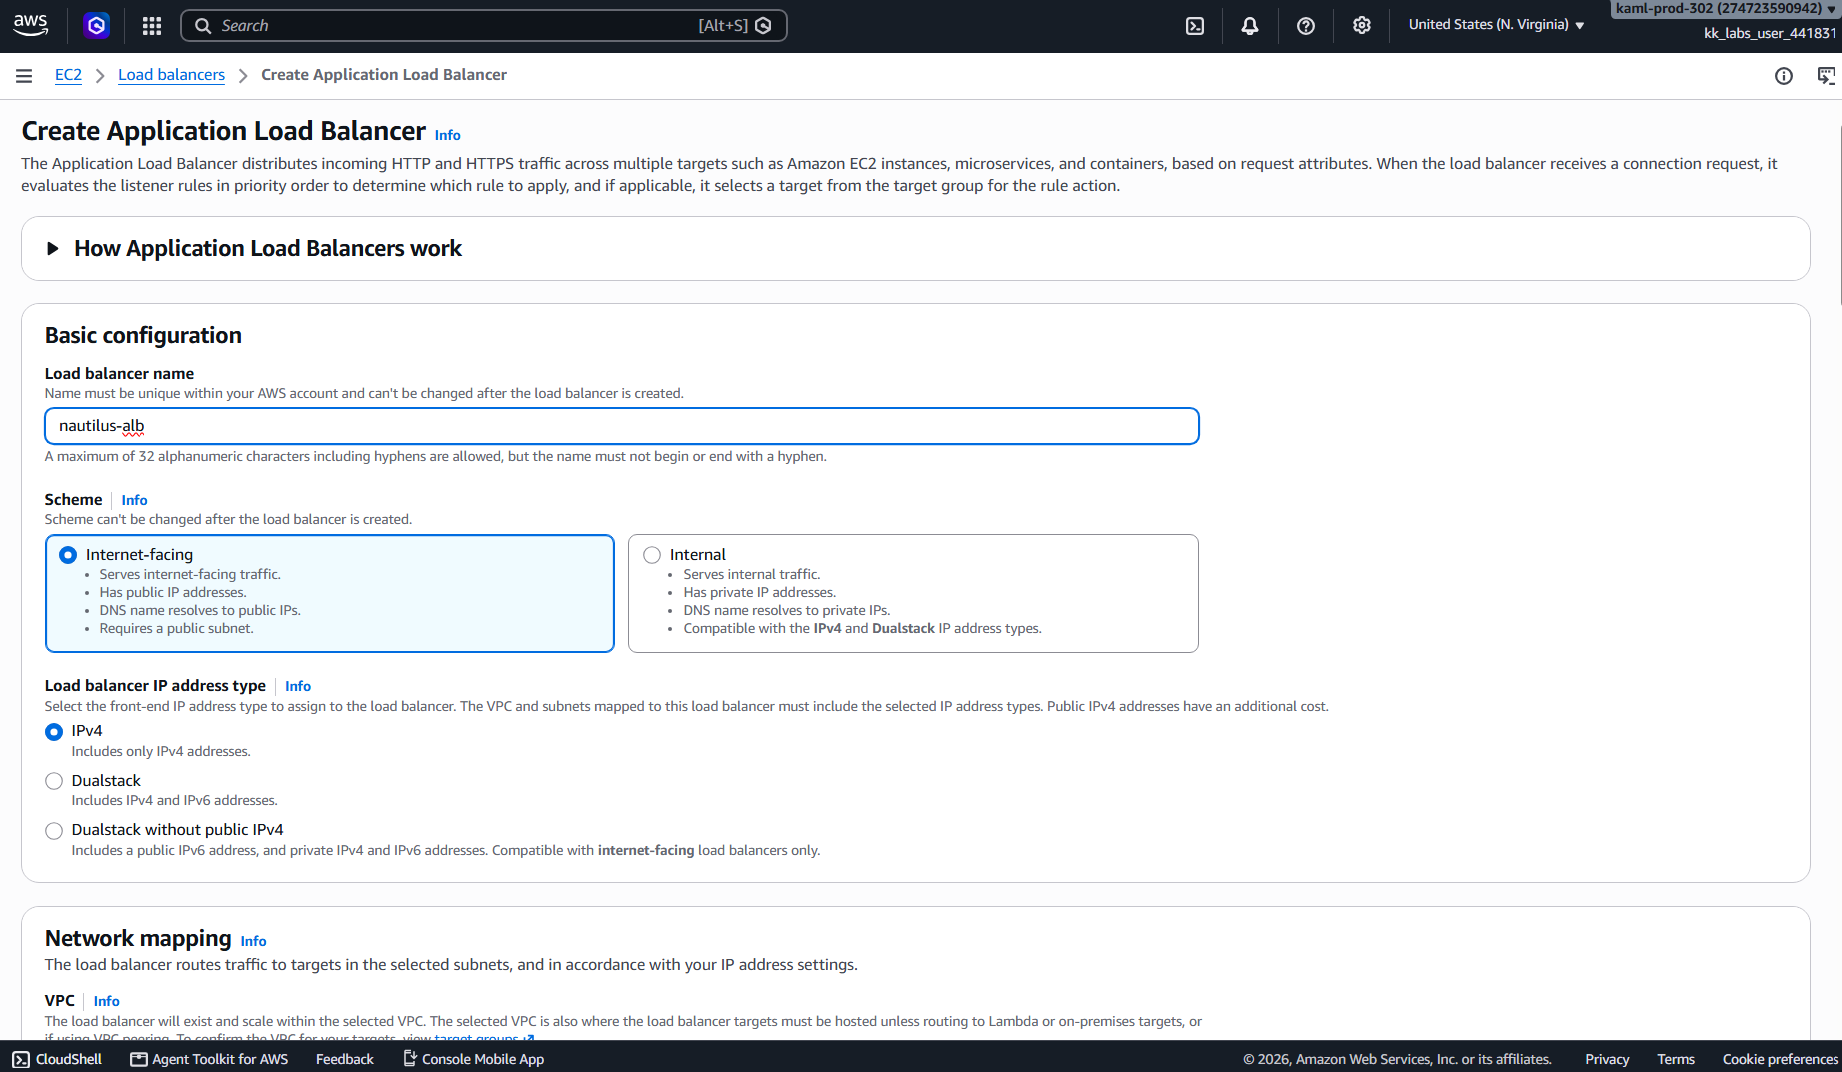 aws
Search [Alt+S]
United States (N. Virginia)
kaml-prod-302 (274723590942)
kk_labs_user_441831
EC2
Load balancers
Create Application Load Balancer
Create Application Load Balancer Info
The Application Load Balancer distributes incoming HTTP and HTTPS traffic across multiple targets such as Amazon EC2 instances, microservices, and containers, based on request attributes. When the load balancer receives a connection request, it
evaluates the listener rules in priority order to determine which rule to apply, and if applicable, it selects a target from the target group for the rule action.
How Application Load Balancers work
Basic configuration
Load balancer name
Name must be unique within your AWS account and can't be changed after the load balancer is created.
nautilus-alb
A maximum of 32 alphanumeric characters including hyphens are allowed, but the name must not begin or end with a hyphen.
Scheme Info
Scheme can't be changed after the load balancer is created.
Internet-facing
• Serves internet-facing traffic.
• Has public IP addresses.
• DNS name resolves to public IPs.
• Requires a public subnet.
Internal
• Serves internal traffic.
• Has private IP addresses.
• DNS name resolves to private IPs.
• Compatible with the IPv4 and Dualstack IP address types.
Load balancer IP address type Info
Select the front-end IP address type to assign to the load balancer. The VPC and subnets mapped to this load balancer must include the selected IP address types. Public IPv4 addresses have an additional cost.
IPv4
Includes only IPv4 addresses.
Dualstack
Includes IPv4 and IPv6 addresses.
Dualstack without public IPv4
Includes a public IPv6 address, and private IPv4 and IPv6 addresses. Compatible with internet-facing load balancers only.
Network mapping Info
The load balancer routes traffic to targets in the selected subnets, and in accordance with your IP address settings.
VPC Info
The load balancer will exist and scale within the selected VPC. The selected VPC is also where the load balancer targets must be hosted unless routing to Lambda or on-premises targets, or
if using VPC peering. To confirm the VPC for your targets, view target groups
CloudShell
Agent Toolkit for AWS
Feedback
Console Mobile App
© 2026, Amazon Web Services, Inc. or its affiliates.
Privacy
Terms
Cookie preferences